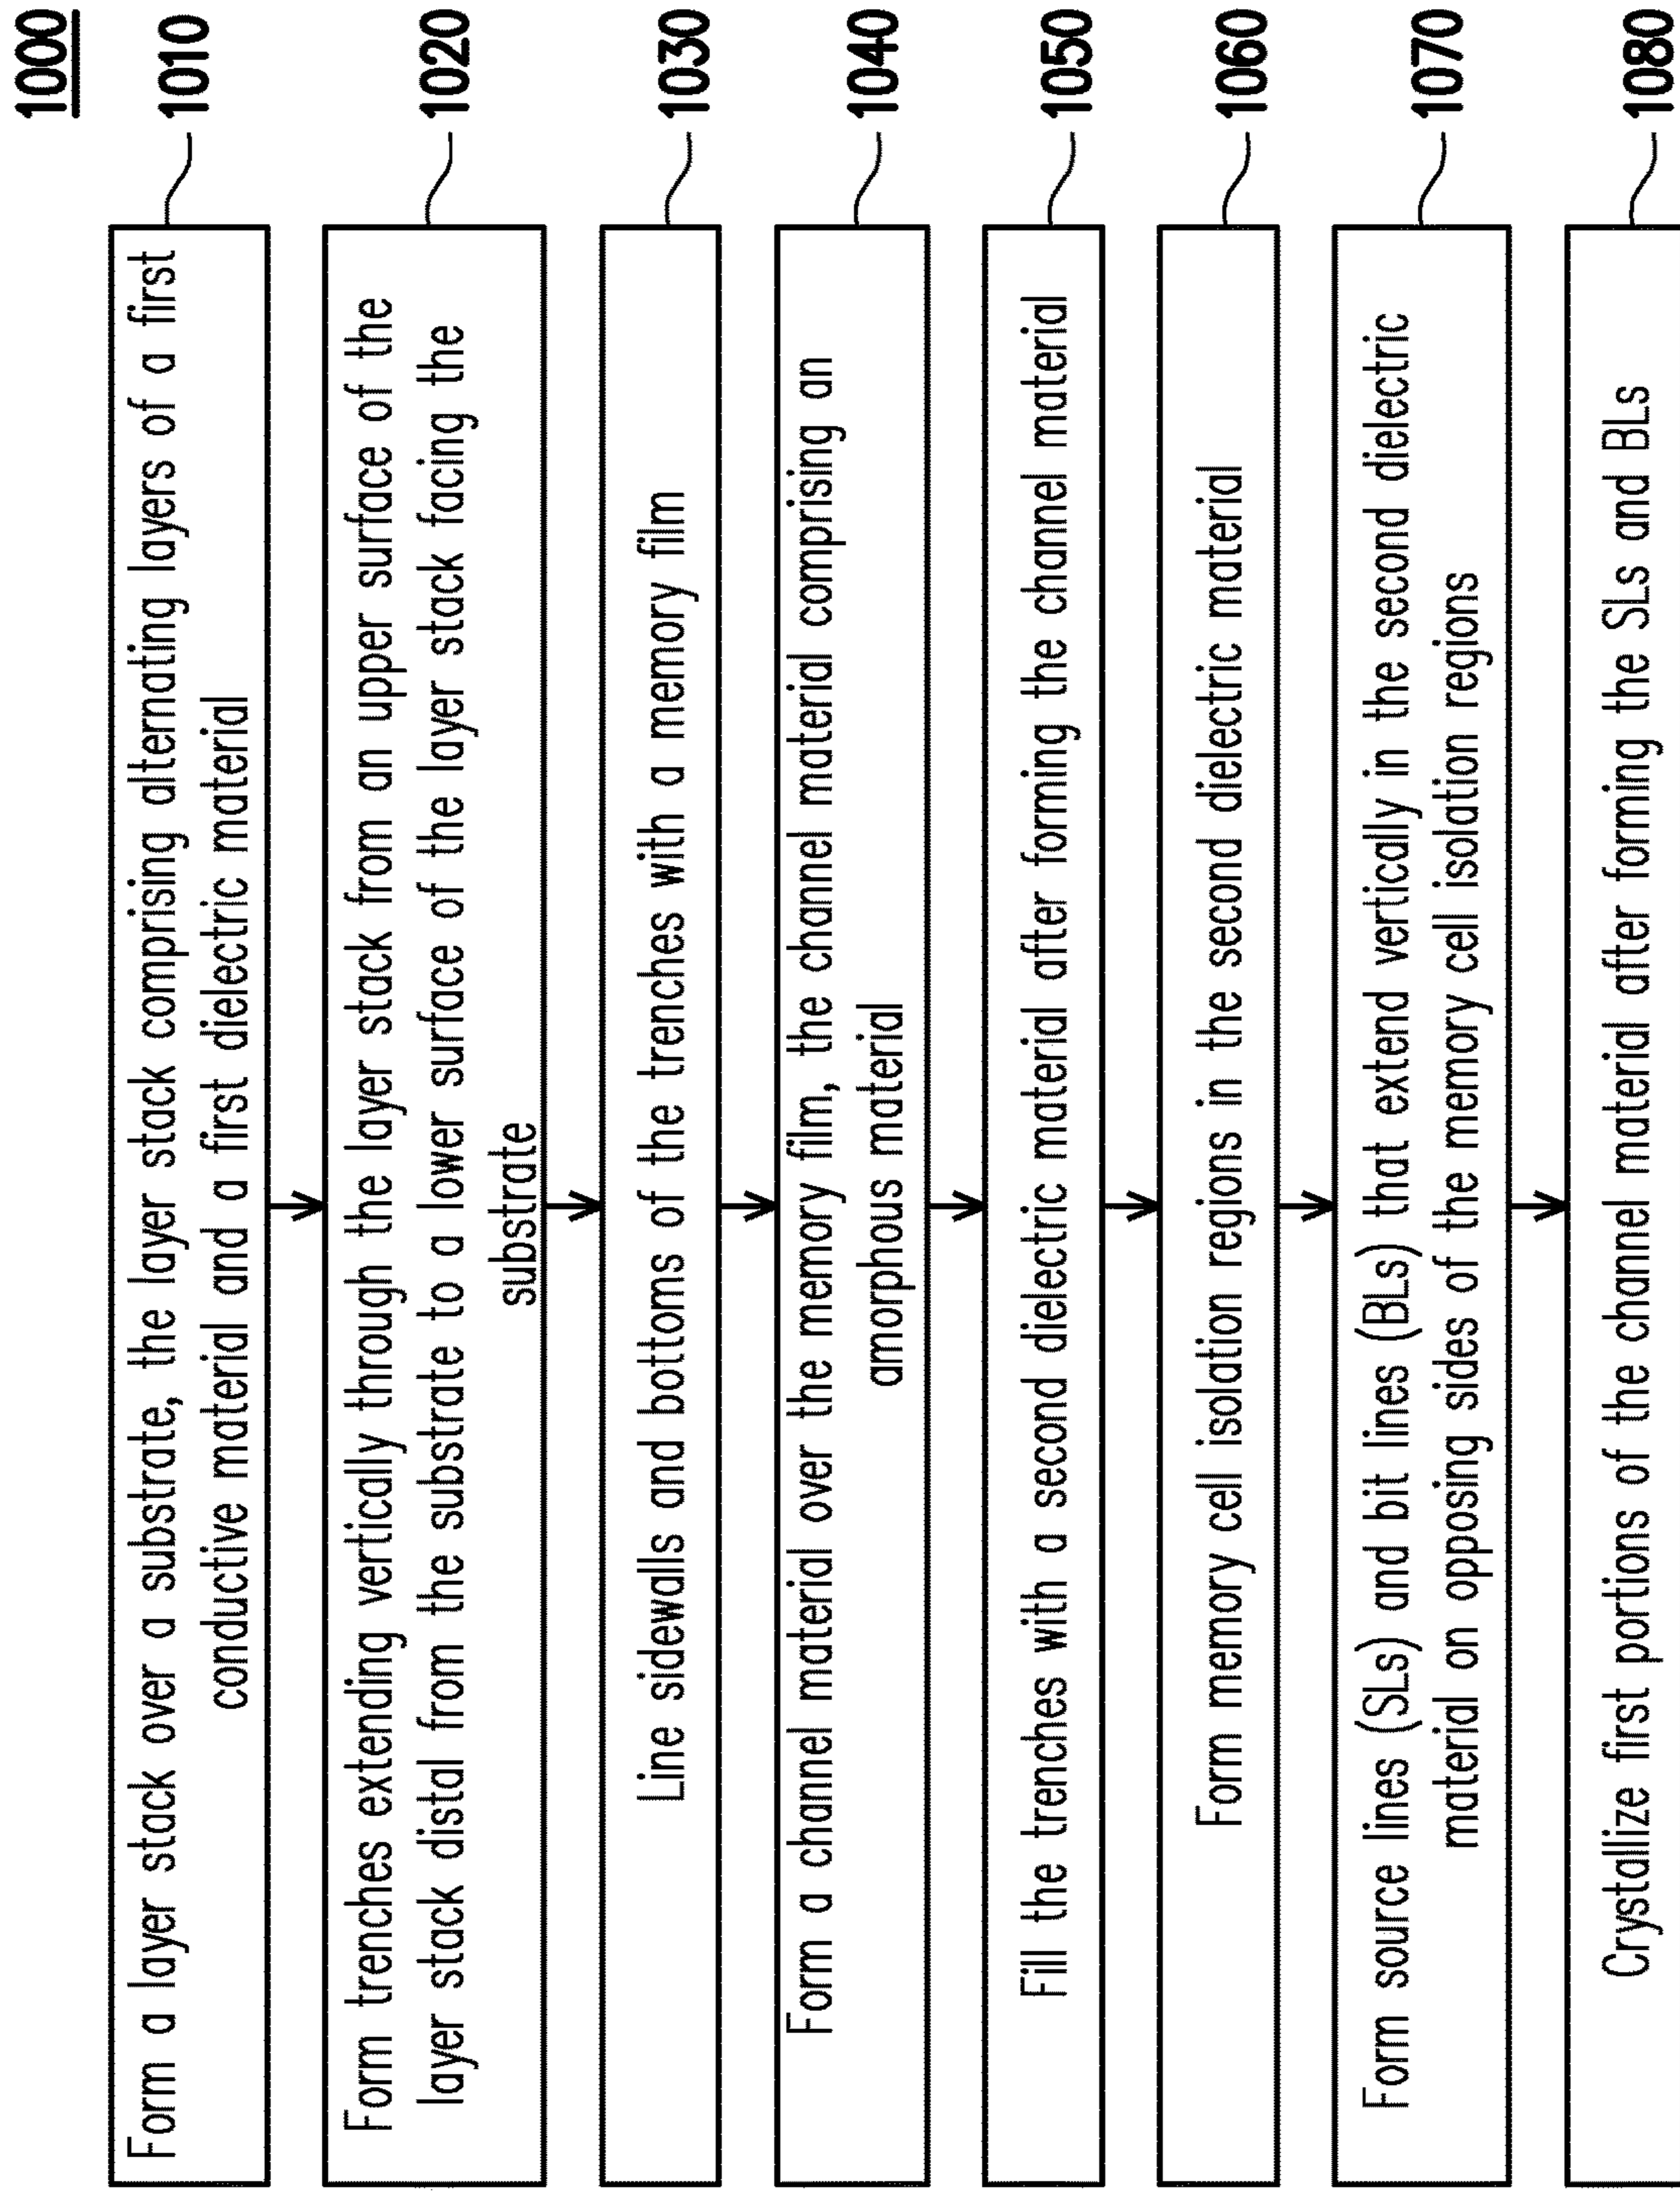 1000
Form a layer stack over a substrate, the layer stack comprising alternating layers of a first
conductive material and a first dielectric material
1010
Form trenches extending vertically through the layer stack from an upper surface of the
layer stack distal from the substrate to a lower surface of the layer stack facing the
substrate
1020
Line sidewalls and bottoms of the trenches with a memory film
1030
Form a channel material over the memory film, the channel material comprising an
amorphous material
1040
Fill the trenches with a second dielectric material after forming the channel material
1050
Form memory cell isolation regions in the second dielectric material
1060
Form source lines (SLs) and bit lines (BLs) that extend vertically in the second dielectric
material on opposing sides of the memory cell isolation regions
1070
Crystallize first portions of the channel material after forming the SLs and BLs
1080